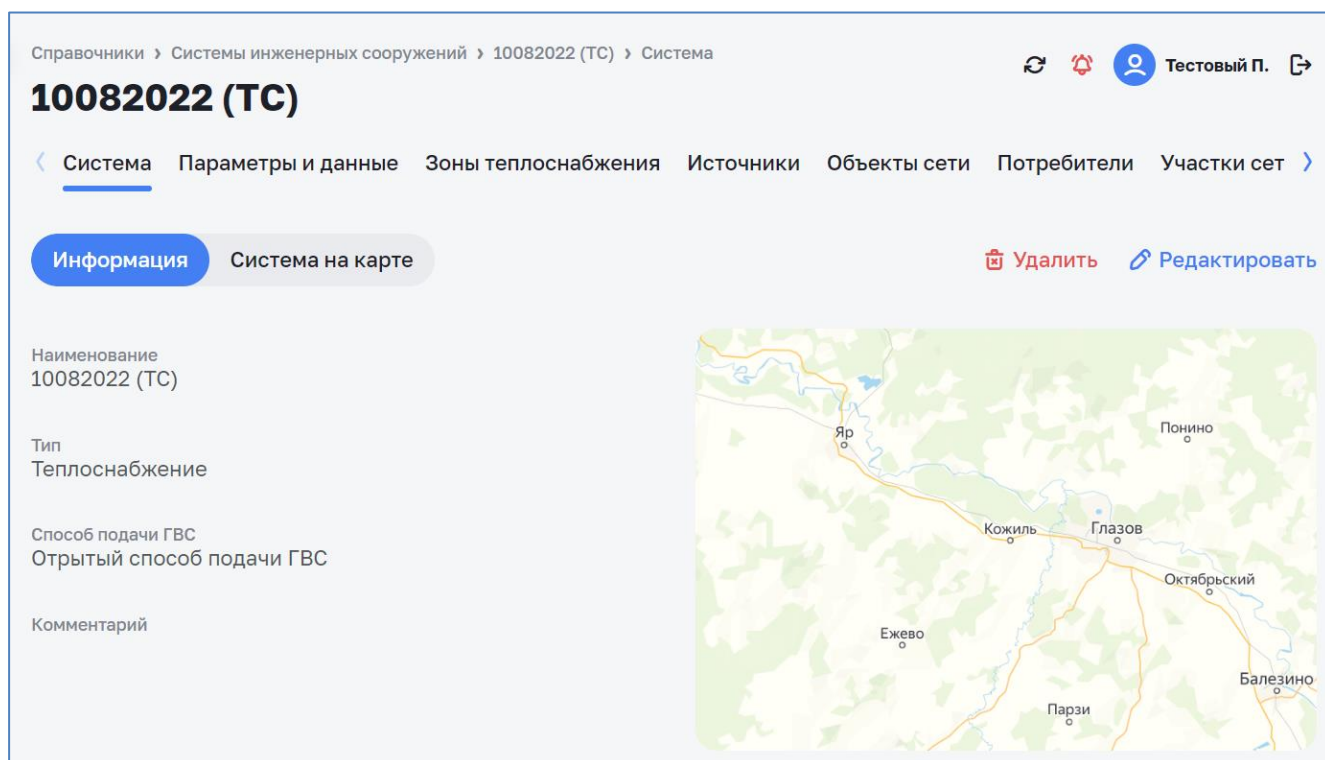 Справочники › Системы инженерных сооружений › 10082022 (ТС) › Система
Тестовый П.
10082022 (ТС)
Система Параметры и данные Зоны теплоснабжения Источники Объекты сети Потребители Участки сет
Информация Система на карте Удалить Редактировать
Наименование
10082022 (ТС)
Тип
Теплоснабжение
Способ подачи ГВС
Отрытый способ подачи ГВС
Комментарий
Яр
Понино
Кожиль
Глазов
Октябрьский
Ежево
Балезино
Парзи